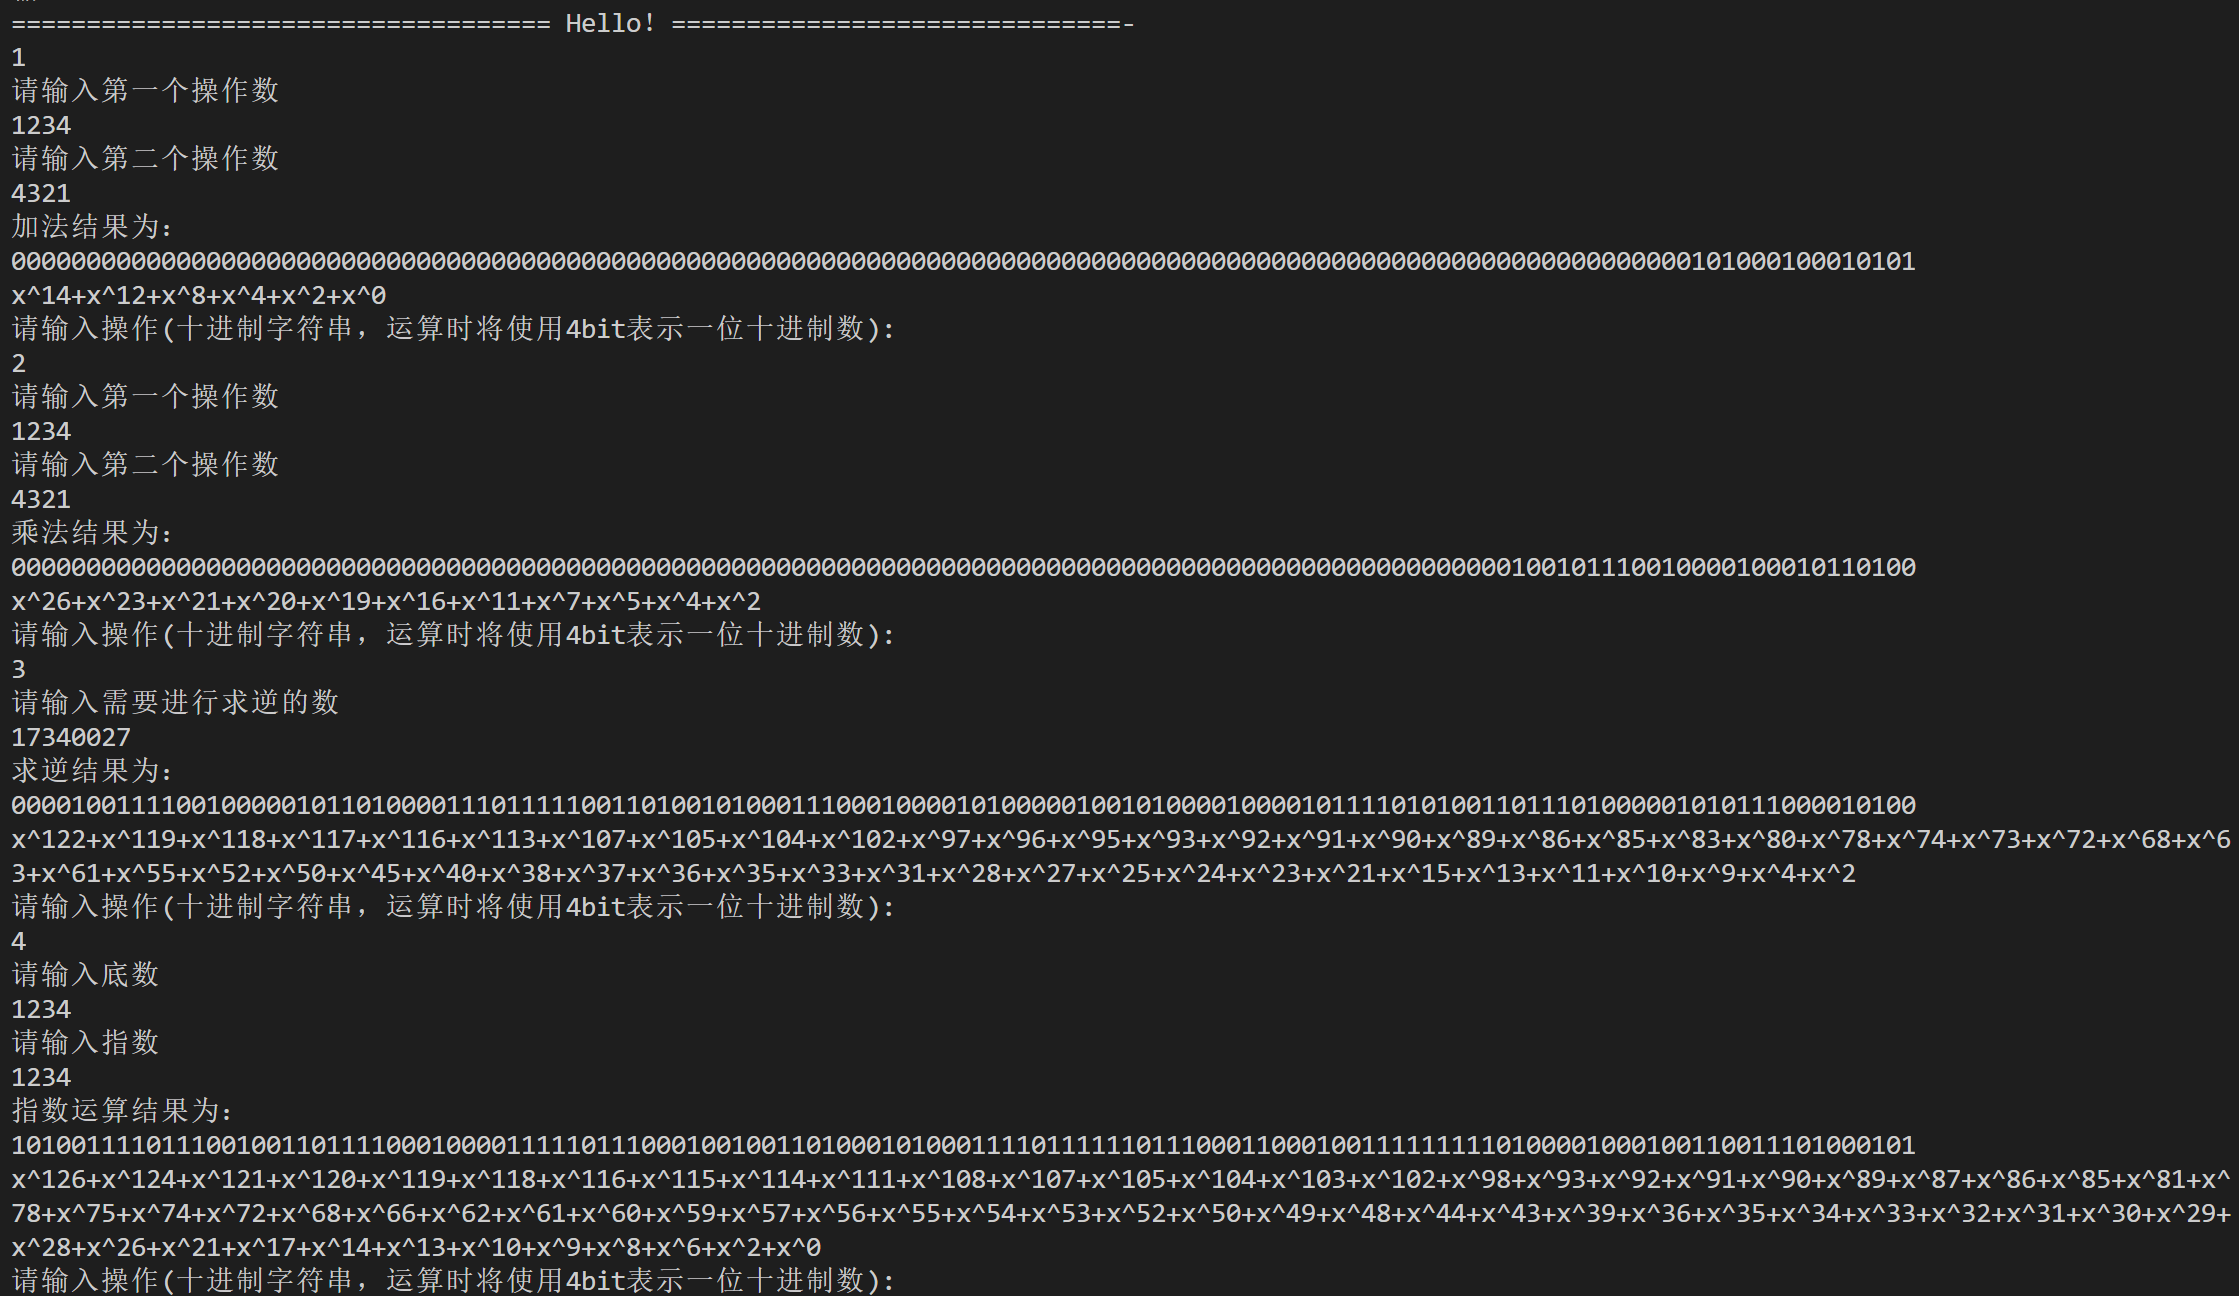 ==================================== Hello! ==============================-
1
请输入第一个操作数
1234
请输入第二个操作数
4321
加法结果为:
0000000000000000000000000000000000000000000000000000000000000000000000000000000000000000000000000000000000000000101000100010101
x^14+x^12+x^8+x^4+x^2+x^0
请输入操作(十进制字符串，运算时将使用4bit表示一位十进制数):
2
请输入第一个操作数
1234
请输入第二个操作数
4321
乘法结果为:
0000000000000000000000000000000000000000000000000000000000000000000000000000000000000000000000000000100101110010000100010110100
x^26+x^23+x^21+x^20+x^19+x^16+x^11+x^7+x^5+x^4+x^2
请输入操作(十进制字符串，运算时将使用4bit表示一位十进制数):
3
请输入需要进行求逆的数
17340027
求逆结果为:
0000100111100100000101101000011101111100110100101000111000100001010000010010100001000010111101010011011101000001010111000010100
x^122+x^119+x^118+x^117+x^116+x^113+x^107+x^105+x^104+x^102+x^97+x^96+x^95+x^93+x^92+x^91+x^90+x^89+x^86+x^85+x^83+x^80+x^78+x^74+x^73+x^72+x^68+x^6
3+x^61+x^55+x^52+x^50+x^45+x^40+x^38+x^37+x^36+x^35+x^33+x^31+x^28+x^27+x^25+x^24+x^23+x^21+x^15+x^13+x^11+x^10+x^9+x^4+x^2
请输入操作(十进制字符串，运算时将使用4bit表示一位十进制数):
4
请输入底数
1234
请输入指数
1234
指数运算结果为:
1010011110111001001101111000100001111101110001001001101000101000111101111110111000110001001111111110100001000100110011101000101
x^126+x^124+x^121+x^120+x^119+x^118+x^116+x^115+x^114+x^111+x^108+x^107+x^105+x^104+x^103+x^102+x^98+x^93+x^92+x^91+x^90+x^89+x^87+x^86+x^85+x^81+x^
78+x^75+x^74+x^72+x^68+x^66+x^62+x^61+x^60+x^59+x^57+x^56+x^55+x^54+x^53+x^52+x^50+x^49+x^48+x^44+x^43+x^39+x^36+x^35+x^34+x^33+x^32+x^31+x^30+x^29+
x^28+x^26+x^21+x^17+x^14+x^13+x^10+x^9+x^8+x^6+x^2+x^0
请输入操作(十进制字符串，运算时将使用4bit表示一位十进制数):